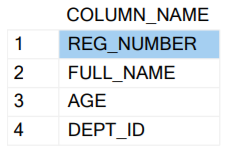 COLUMN_NAME
1 REG_NUMBER
2 FULL_NAME
3 AGE
4 DEPT_ID